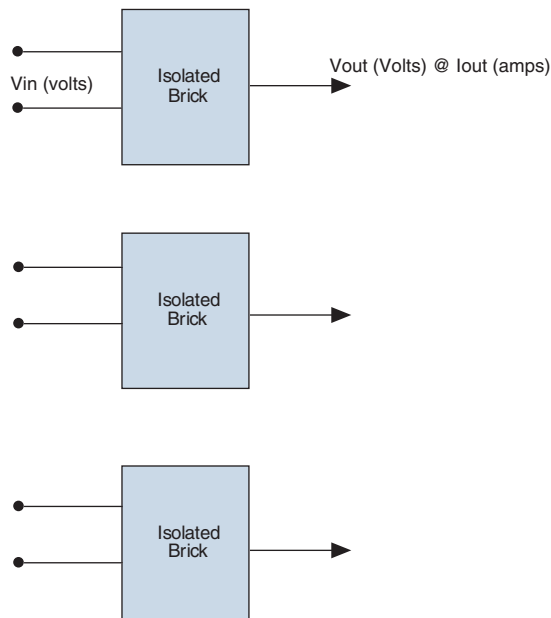 Vin (volts)
Isolated
Brick
Vout (Volts) @ Iout (amps)
Isolated
Brick
Isolated
Brick